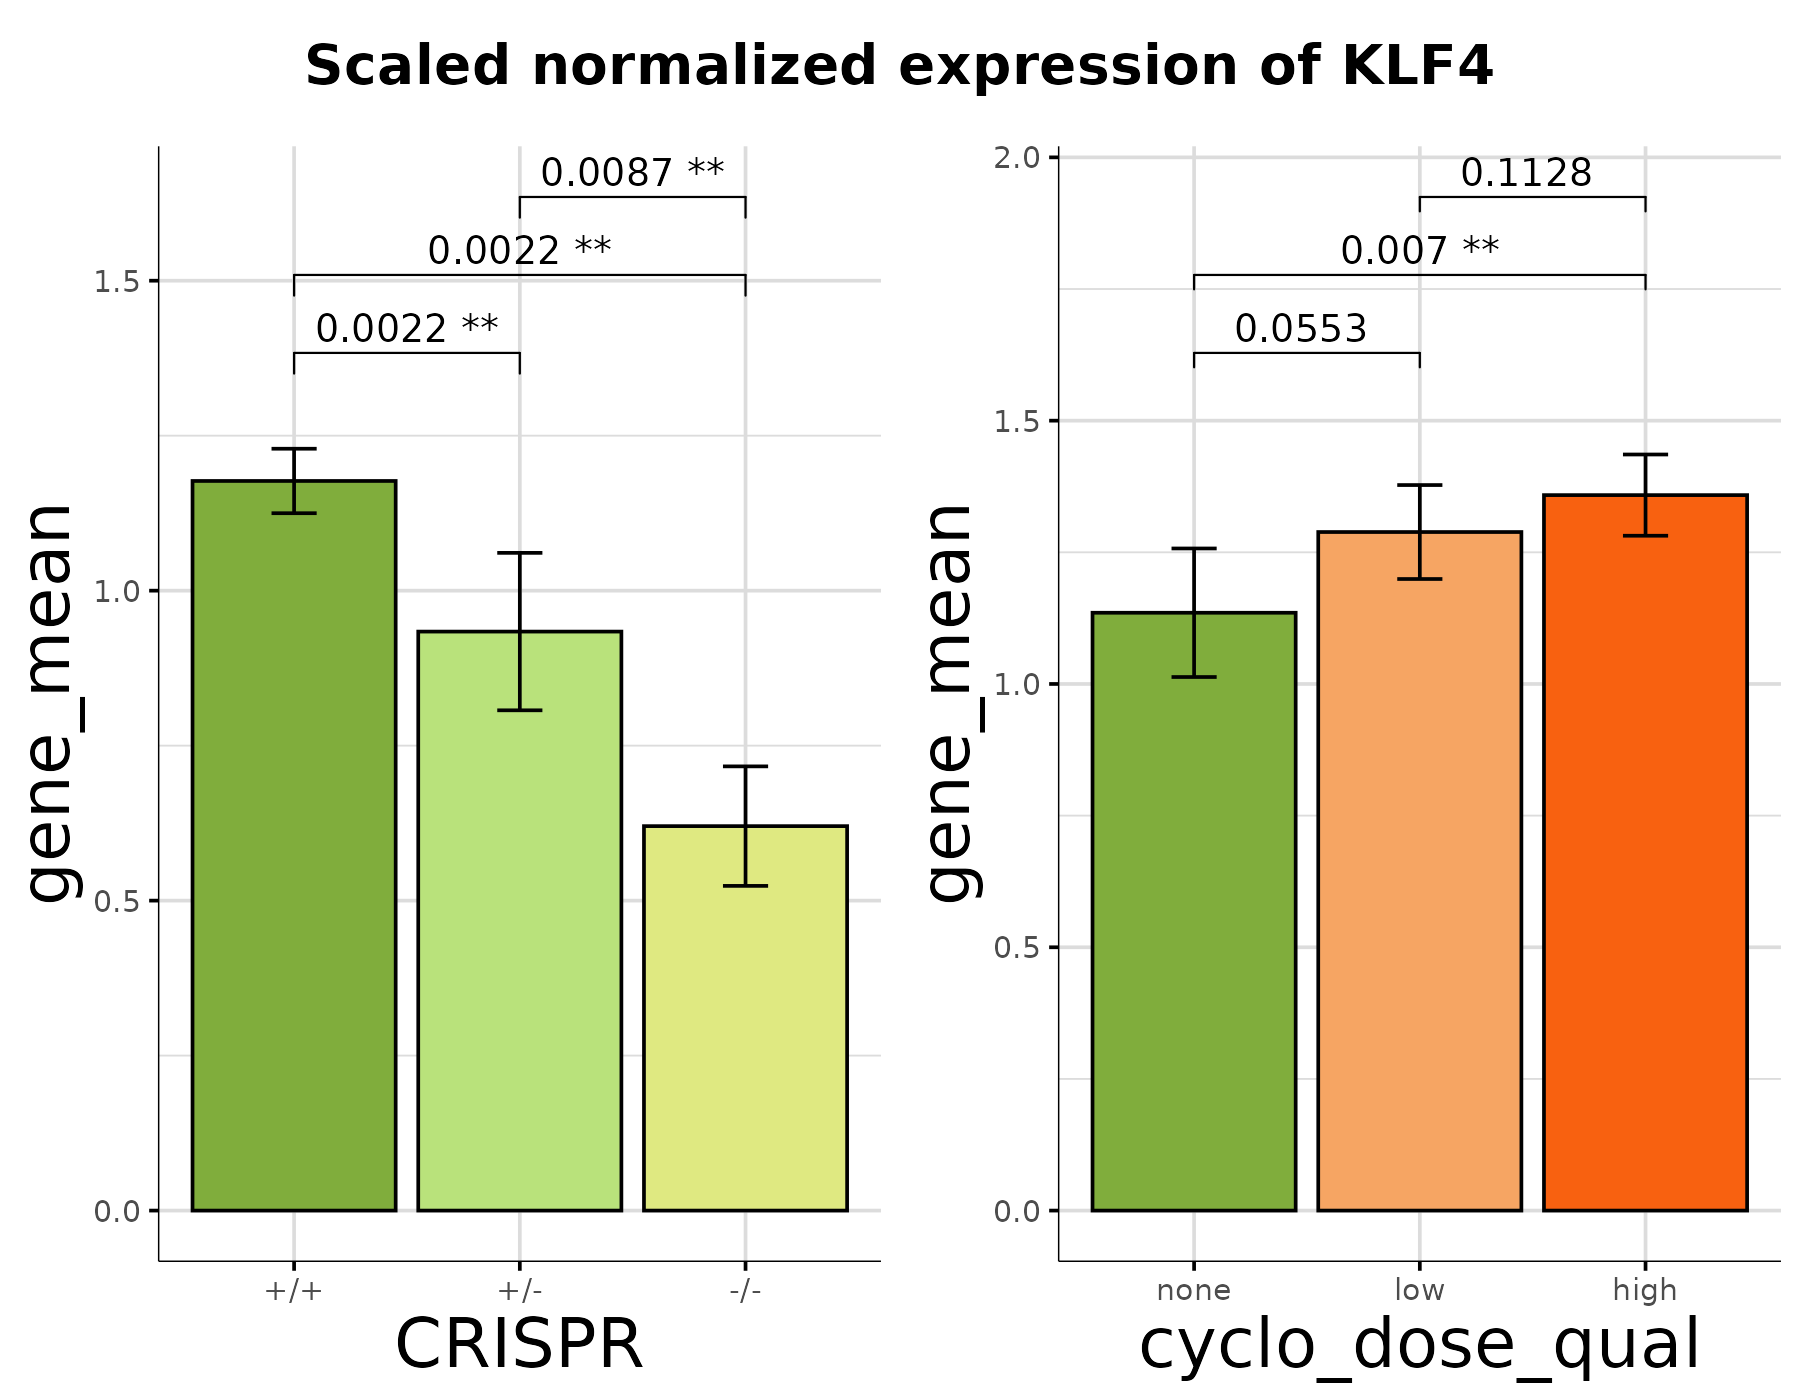 Scaled normalized expression of KLF4
gene_mean
1.5
1.0
0.5
0.0
0.0087 **
0.0022 **
0.0022 **
+/+
+/-
-/-
CRISPR
gene_mean
2.0
1.5
1.0
0.5
0.0
0.1128
0.007 **
0.0553
none
low
high
cyclo_dose_qual